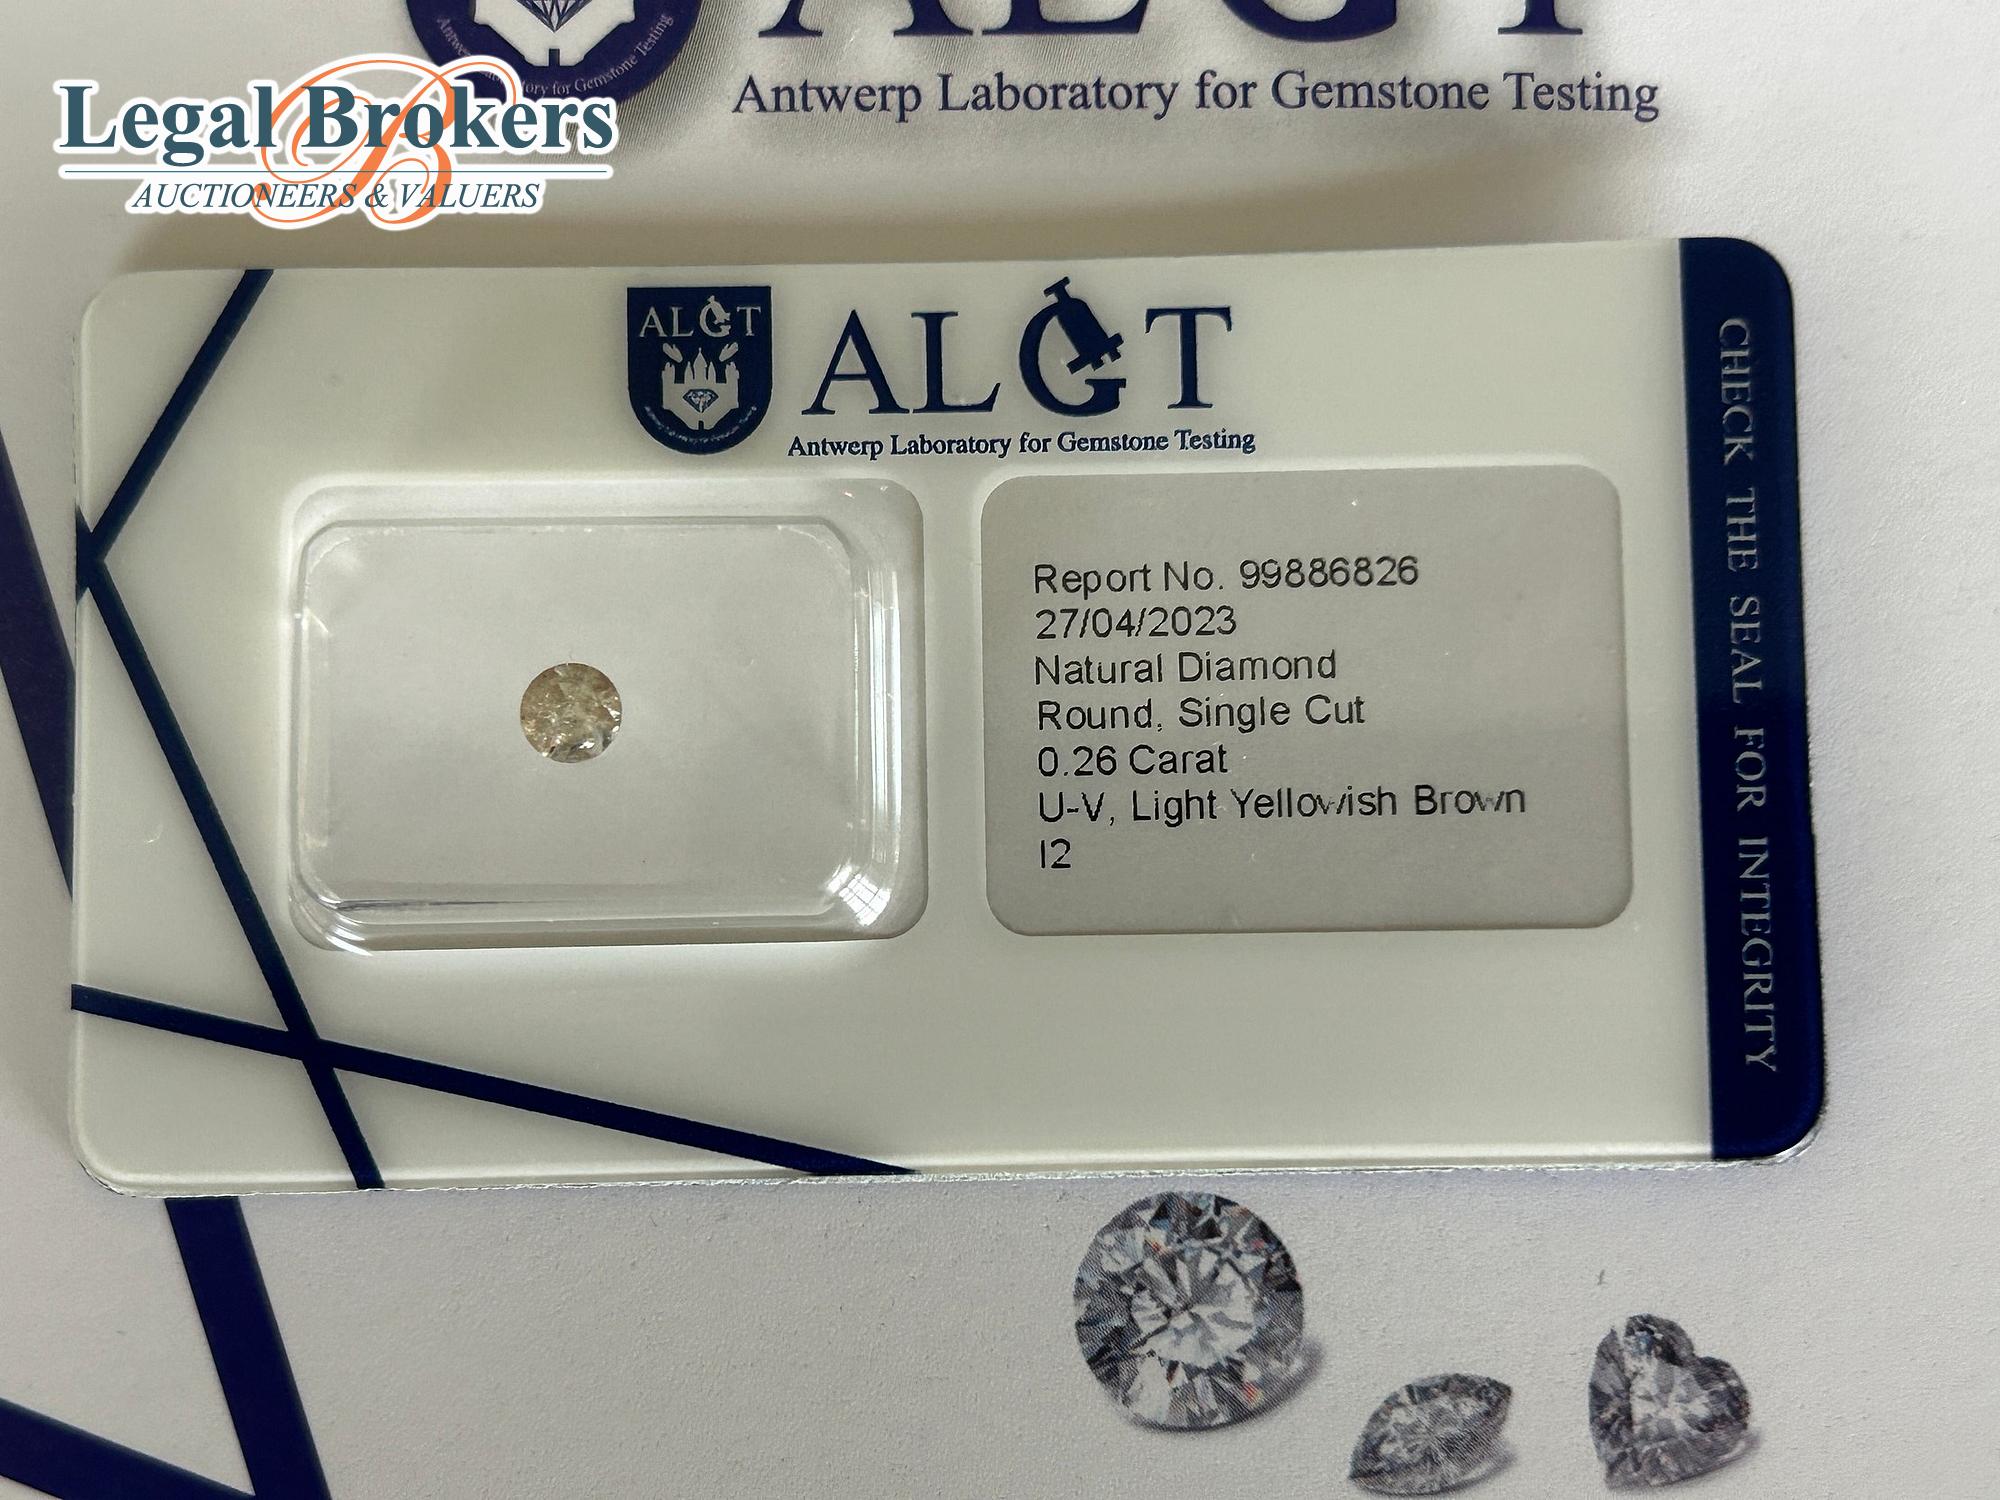 ALGT
Antwerp Laboratory for Gemstone Testing
Legal Brokers
AUCTIONEERS & VALUERS
ALGT
ALGT
Antwerp Laboratory for Gemstone Testing
Report No. 99886826
27/04/2023
Natural Diamond
Round, Single Cut
0.26 Carat
U-V, Light Yellowish Brown
I2
CHECK THE SEAL FOR INTEGRITY